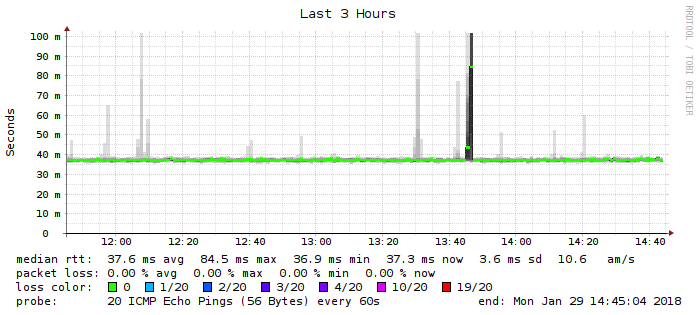 Last 3 Hours
RRDTOOL / TOBI OETIKER
Seconds
100 m
90 m
80 m
70 m
60 m
50 m
40 m
30 m
20 m
10 m
0
12:00 12:20 12:40 13:00 13:20 13:40 14:00 14:20 14:40
median rtt: 37.6 ms avg 84.5 ms max 36.9 ms min 37.3 ms now 3.6 ms sd 10.6 am/s
packet loss: 0.00 % avg 0.00 % max 0.00 % min 0.00 % now
loss color: 0 1/20 2/20 3/20 4/20 10/20 19/20
probe: 20 ICMP Echo Pings (56 Bytes) every 60s end: Mon Jan 29 14:45:04 2018